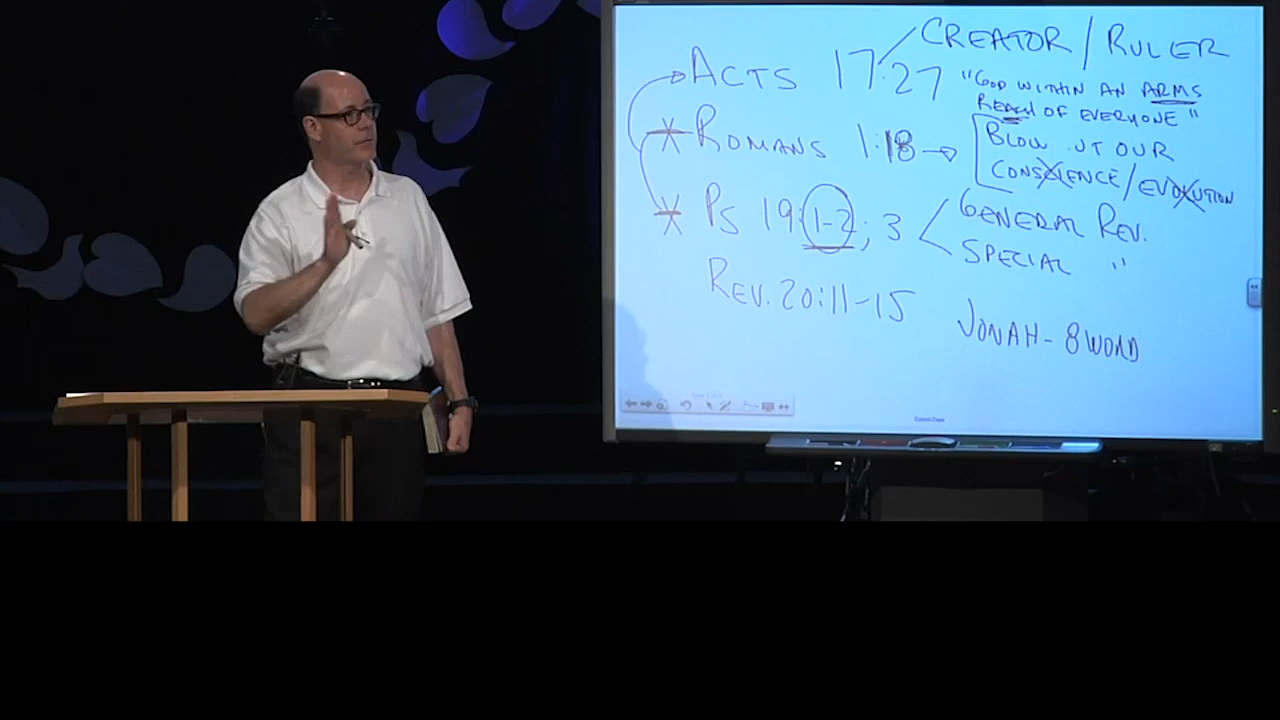 CREATOR / RULER
ACTS 17:27 "GOD WITHIN AN ARMS
REACH OF EVERYONE"
ROMANS 1:18 → BLOW OUT OUR
CONSCIENCE / EVOLUTION
PS 19:1-2; 3 GENERAL REV.
SPECIAL "
REV. 20:11-15
JONAH - 8 WORD